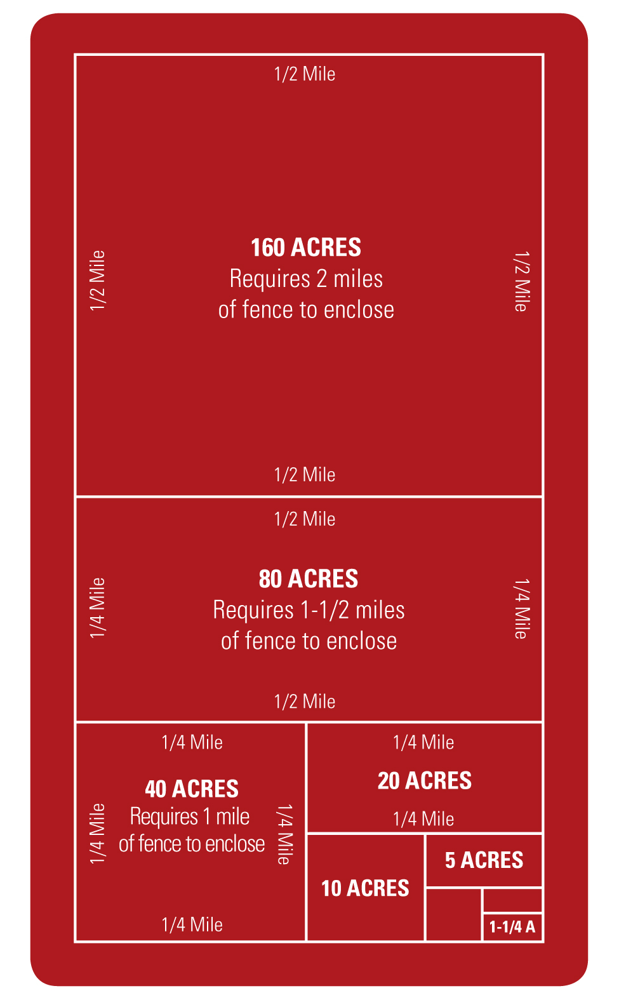 1/2 Mile
160 ACRES
Requires 2 miles
of fence to enclose
1/2 Mile
1/2 Mile
1/2 Mile
1/2 Mile
80 ACRES
Requires 1-1/2 miles
of fence to enclose
1/4 Mile
1/4 Mile
1/2 Mile
1/4 Mile
40 ACRES
Requires 1 mile
of fence to enclose
1/4 Mile
1/4 Mile
1/4 Mile
1/4 Mile
20 ACRES
1/4 Mile
10 ACRES
5 ACRES
1-1/4 A